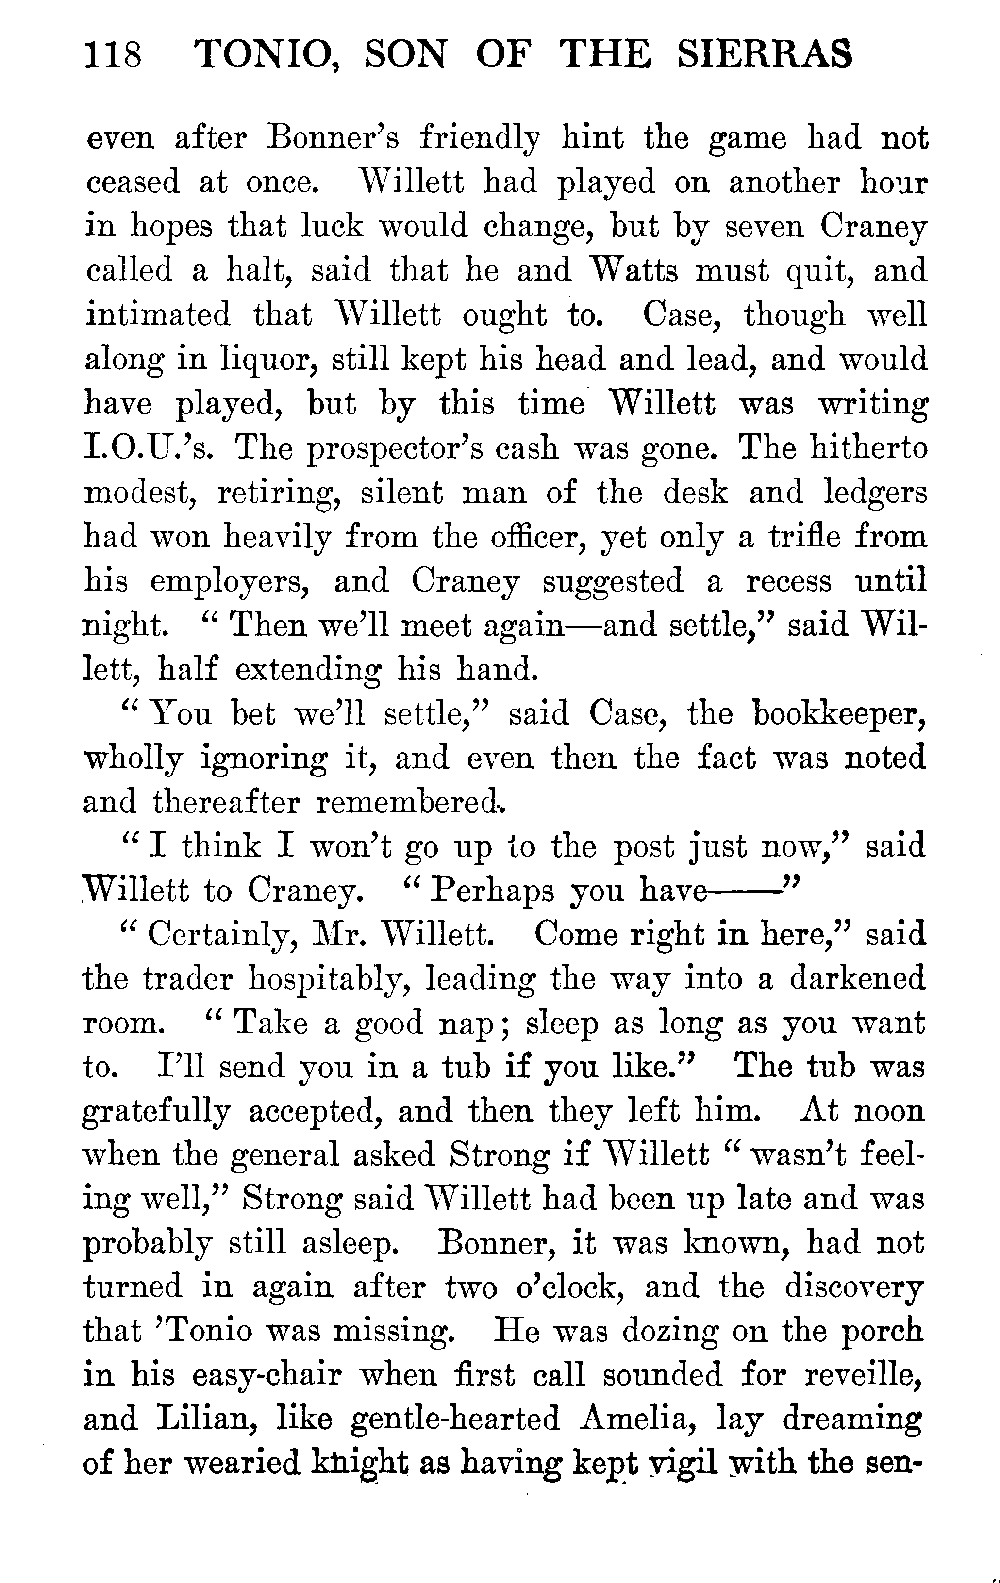 118 TONIO, SON OF THE SIERRAS
even after Bonner's friendly hint the game had not
ceased at once. Willett had played on another hour
in hopes that luck would change, but by seven Craney
called a halt, said that he and Watts must quit, and
intimated that Willett ought to. Case, though well
along in liquor, still kept his head and lead, and would
have played, but by this time Willett was writing
I.O.U.'s. The prospector's cash was gone. The hitherto
modest, retiring, silent man of the desk and ledgers
had won heavily from the officer, yet only a trifle from
his employers, and Craney suggested a recess until
night. "Then we'll meet again—and settle," said Wil-
lett, half extending his hand.
"You bet we'll settle," said Case, the bookkeeper,
wholly ignoring it, and even then the fact was noted
and thereafter remembered.
"I think I won't go up to the post just now," said
Willett to Craney. "Perhaps you have——"
"Certainly, Mr. Willett. Come right in here," said
the trader hospitably, leading the way into a darkened
room. "Take a good nap; sleep as long as you want
to. I'll send you in a tub if you like." The tub was
gratefully accepted, and then they left him. At noon
when the general asked Strong if Willett "wasn't feel-
ing well," Strong said Willett had been up late and was
probably still asleep. Bonner, it was known, had not
turned in again after two o'clock, and the discovery
that 'Tonio was missing. He was dozing on the porch
in his easy-chair when first call sounded for reveille,
and Lilian, like gentle-hearted Amelia, lay dreaming
of her wearied knight as having kept vigil with the sen-